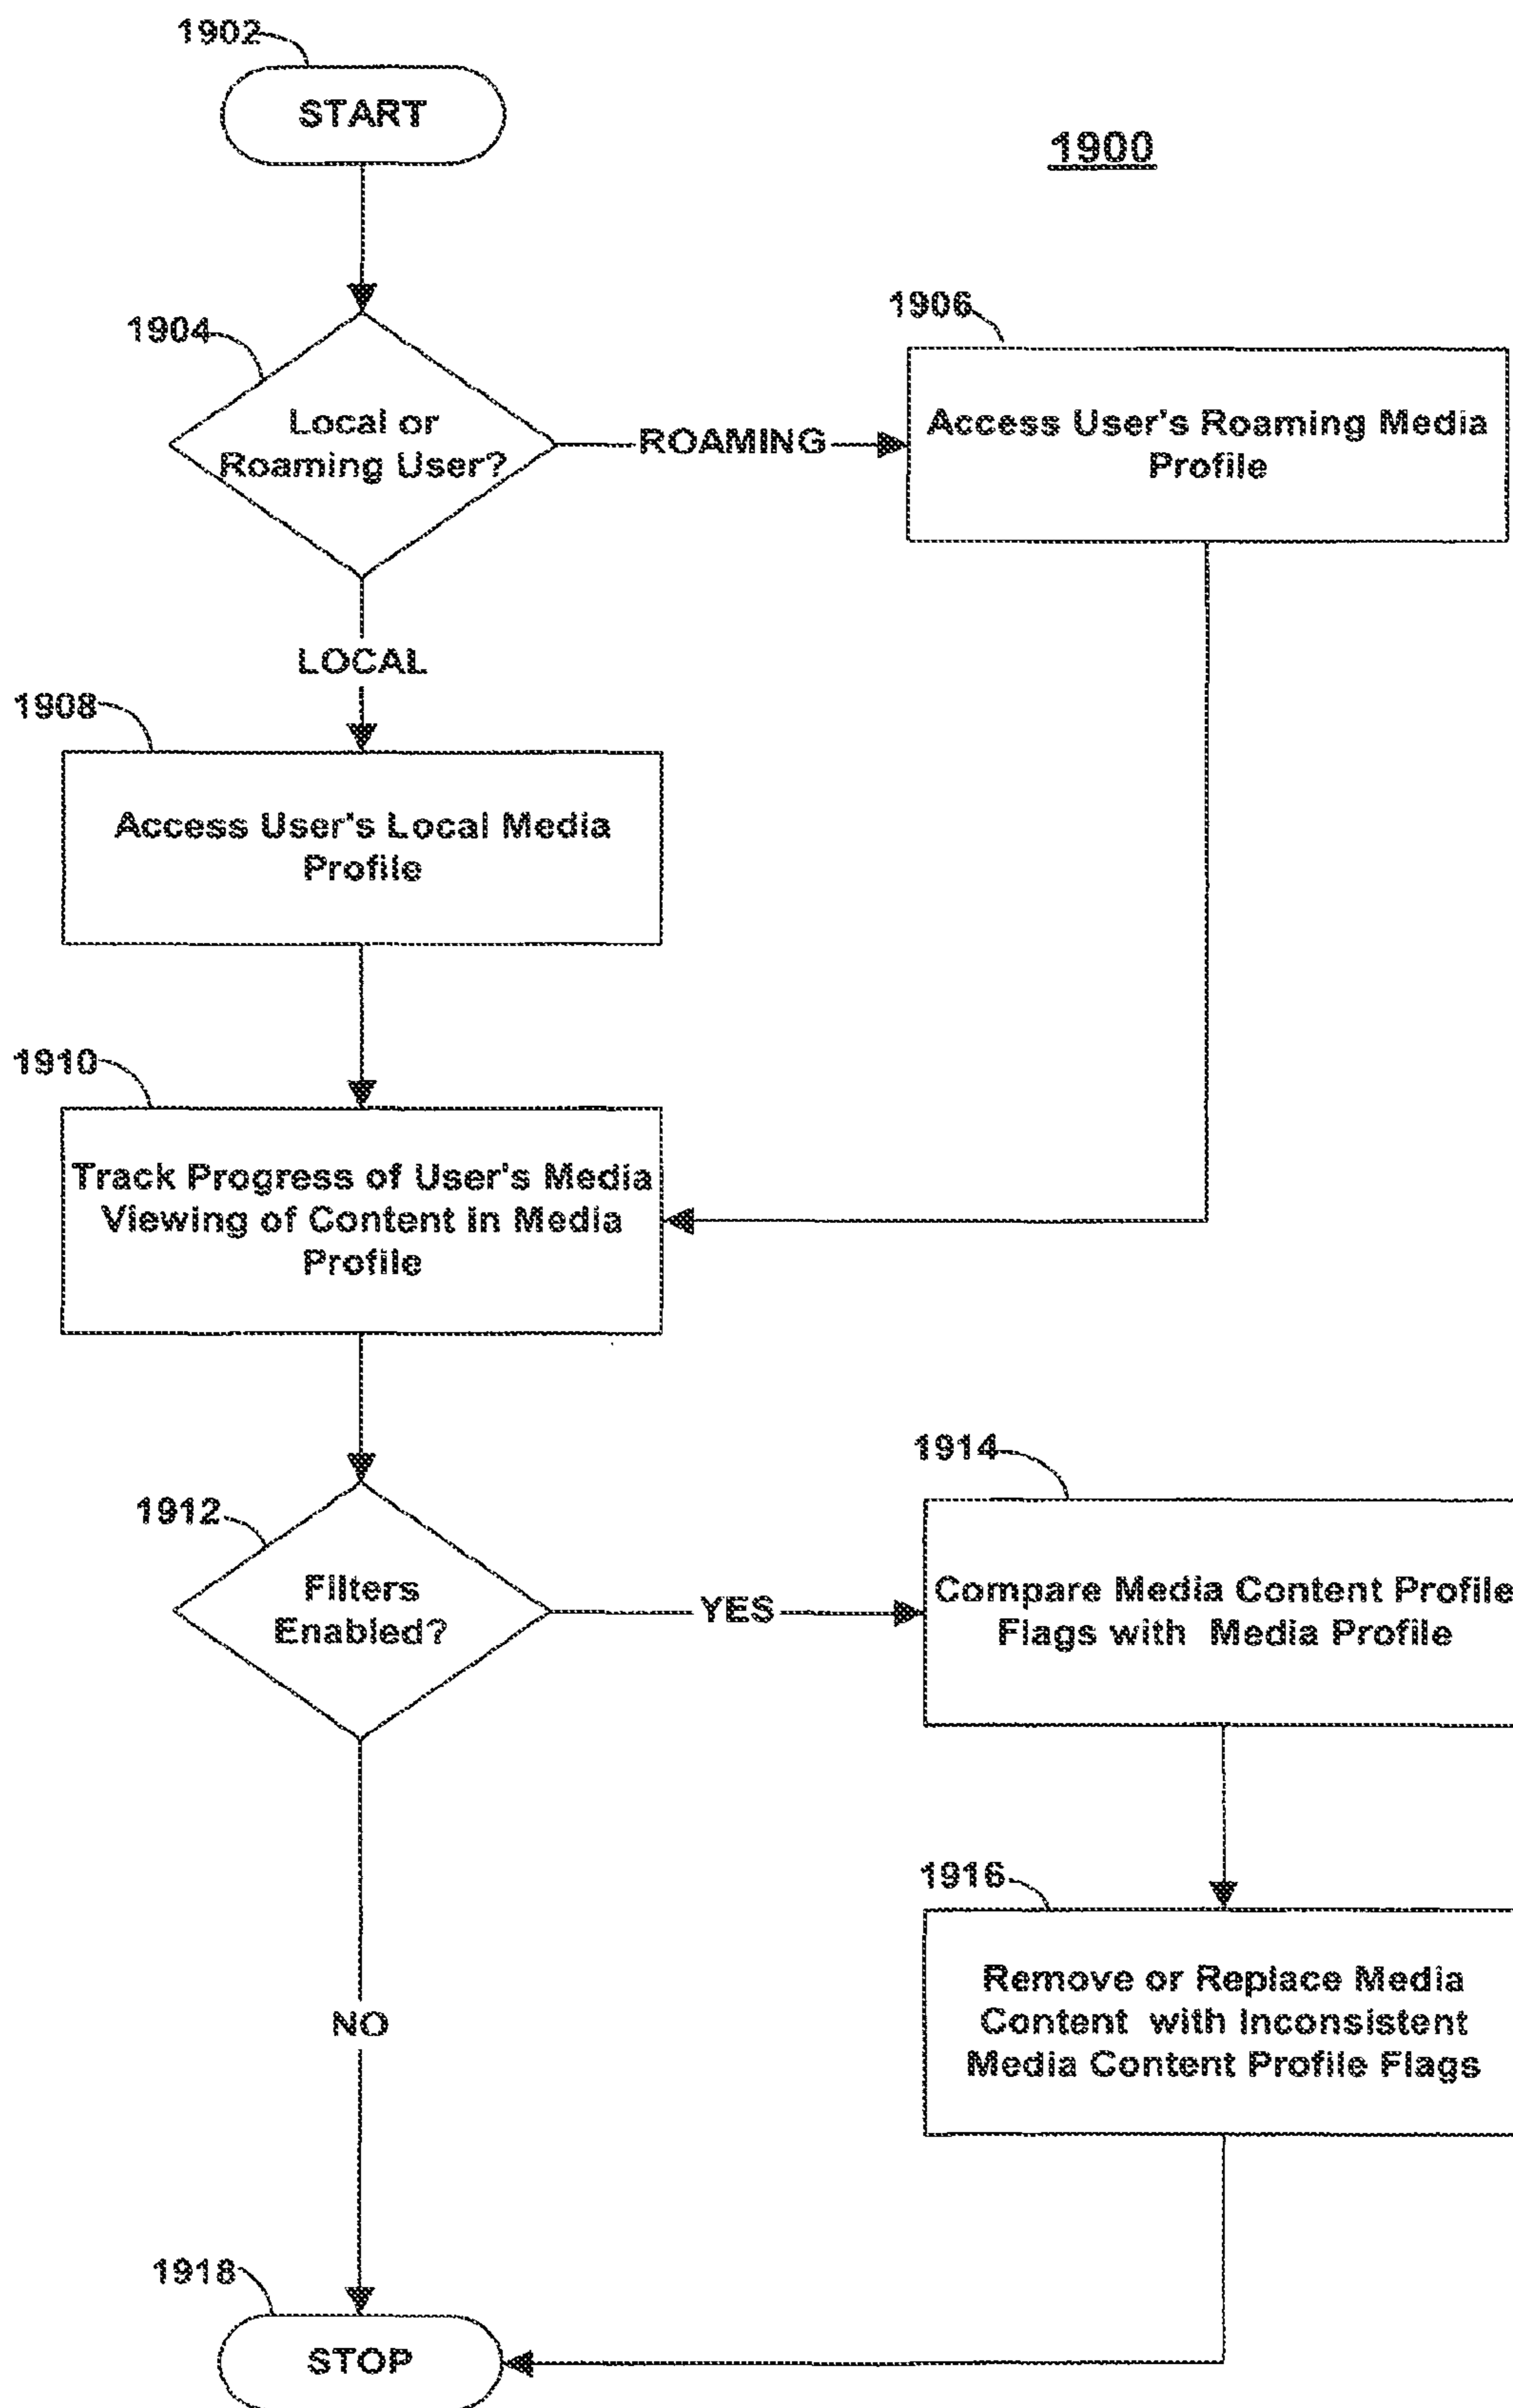 1902
START
1900
1904
Local or
Roaming User?
ROAMING
1906
Access User's Roaming Media
Profile
LOCAL
1908
Access User's Local Media
Profile
1910
Track Progress of User's Media
Viewing of Content in Media
Profile
1912
Filters
Enabled?
YES
1914
Compare Media Content Profile
Flags with Media Profile
1916
Remove or Replace Media
Content with Inconsistent
Media Content Profile Flags
NO
1918
STOP